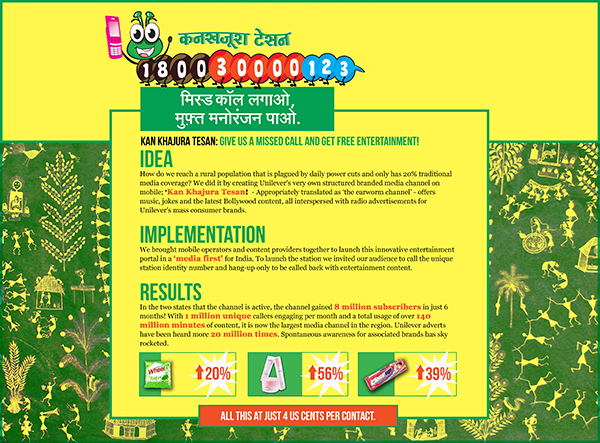 कनखजूरा टेसन
180030000123
मिस्ड कॉल लगाओ,
मुफ़्त मनोरंजन पाओ.
KAN KHAJURA TESAN: GIVE US A MISSED CALL AND GET FREE ENTERTAINMENT!
IDEA
How do we reach a rural population that is plagued by daily power cuts and only has 20% traditional
media coverage? We did it by creating Unilever's very own structured branded media channel on
mobile; 'Kan Khajura Tesan! - Appropriately translated as 'the earworm channel' - offers
music, jokes and the latest Bollywood content, all interspersed with radio advertisements for
Unilever's mass consumer brands.
IMPLEMENTATION
We brought mobile operators and content providers together to launch this innovative entertainment
portal in a 'media first' for India. To launch the station we invited our audience to call the unique
station identity number and hang-up only to be called back with entertainment content.
RESULTS
In the two states that the channel is active, the channel gained 8 million subscribers in just 6
months! With 1 million unique callers engaging per month and a total usage of over 140
million minutes of content, it is now the largest media channel in the region. Unilever adverts
have been heard more 20 million times. Spontaneous awareness for associated brands has sky
rocketed.
Wheel
20%
56%
39%
ALL THIS AT JUST 4 US CENTS PER CONTACT.